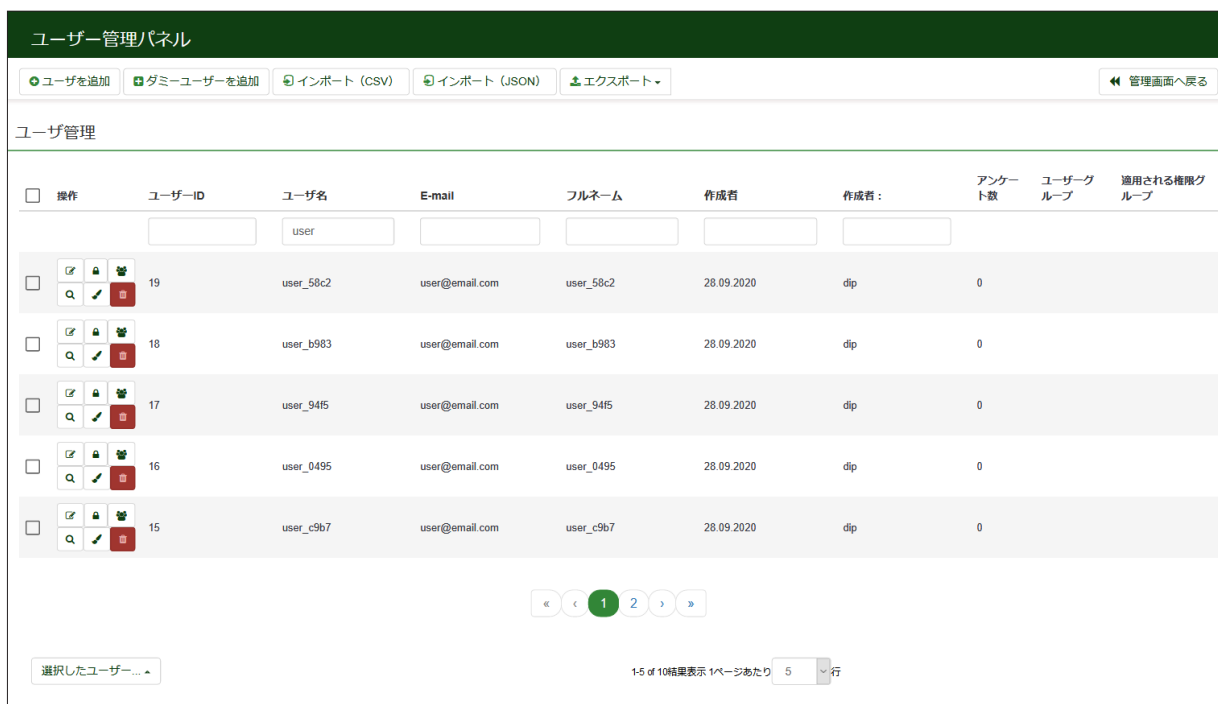 ユーザー管理パネル
ユーザを追加 ダミーユーザーを追加 インポート（CSV） インポート（JSON） エクスポート 管理画面へ戻る
ユーザ管理
操作 ユーザーID ユーザ名 E-mail フルネーム 作成者 作成者： アンケート数 ユーザーグループ 適用される権限グループ
user
19 user_58c2 user@email.com user_58c2 28.09.2020 dip 0
18 user_b983 user@email.com user_b983 28.09.2020 dip 0
17 user_94f5 user@email.com user_94f5 28.09.2020 dip 0
16 user_0495 user@email.com user_0495 28.09.2020 dip 0
15 user_c9b7 user@email.com user_c9b7 28.09.2020 dip 0
« ‹ 1 2 › »
選択したユーザー... 1-5 of 10結果表示 1ページあたり 5 行